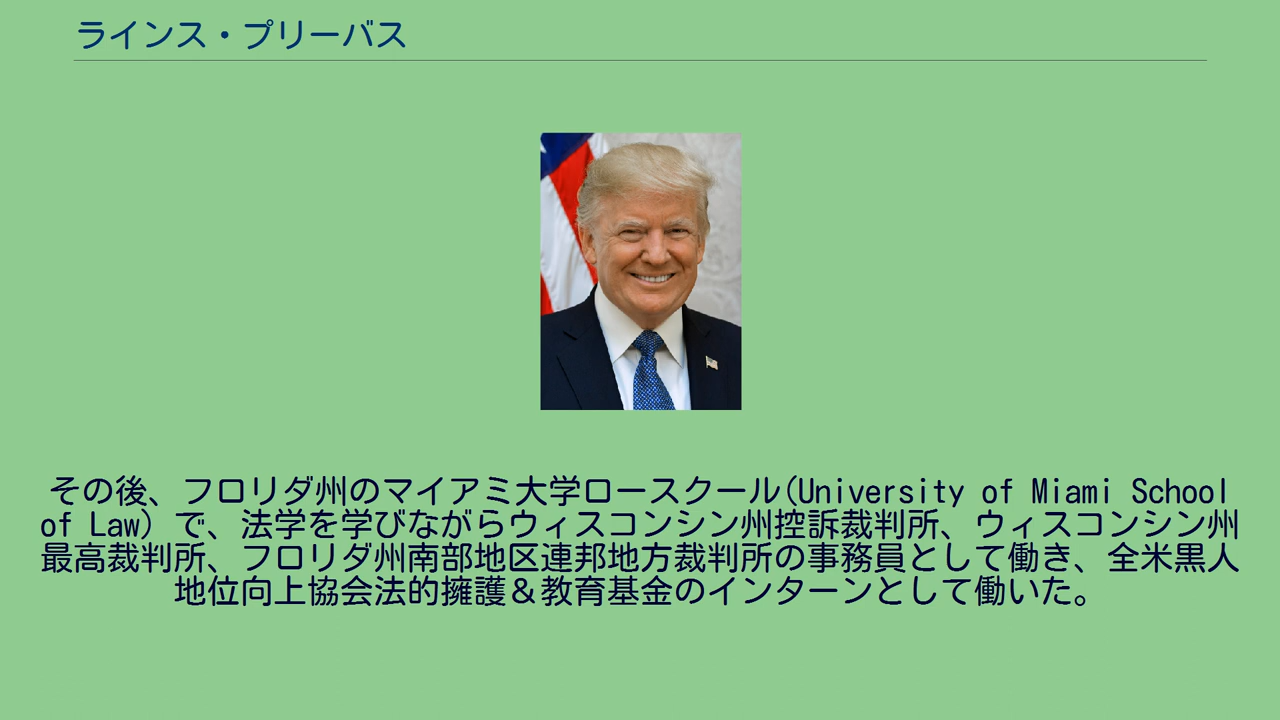 ラインス・プリーバス
その後、フロリダ州のマイアミ大学ロースクール(University of Miami School
of Law) で、法学を学びながらウィスコンシン州控訴裁判所、ウィスコンシン州
最高裁判所、フロリダ州南部地区連邦地方裁判所の事務員として働き、全米黒人
地位向上協会法的擁護＆教育基金のインターンとして働いた。